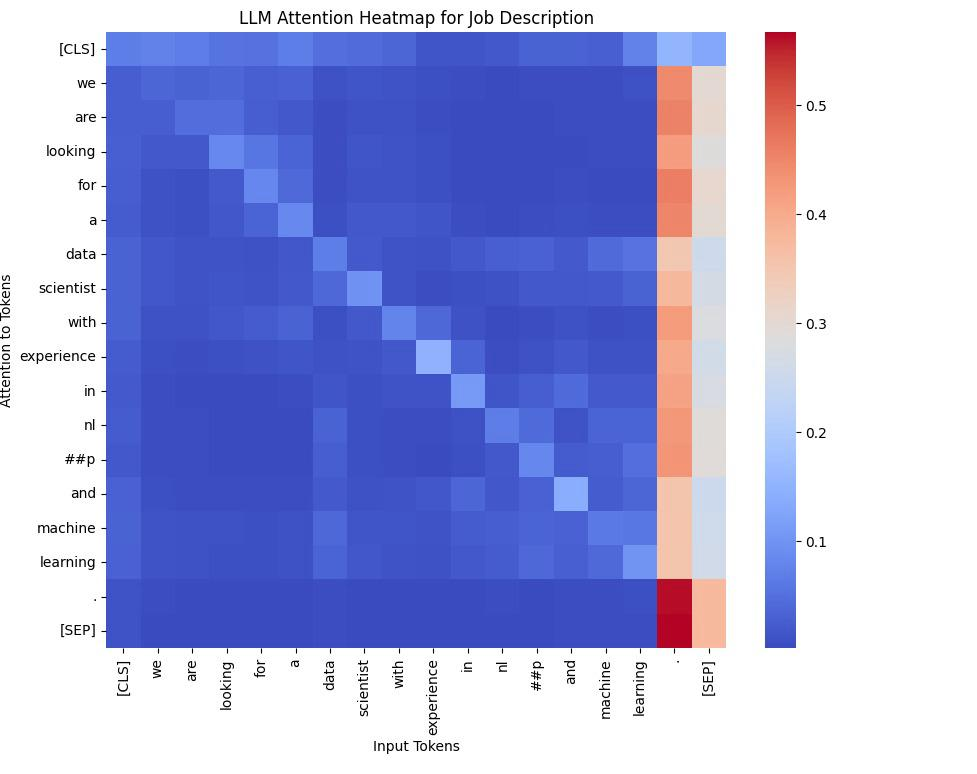 LLM Attention Heatmap for Job Description
[CLS]
we
are
looking
for
a
data
scientist
with
experience
in
nl
##p
and
machine
learning
.
[SEP]
Attention to Tokens
[CLS]
we
are
looking
for
a
data
scientist
with
experience
in
nl
##p
and
machine
learning
.
[SEP]
Input Tokens
0.5
0.4
0.3
0.2
0.1